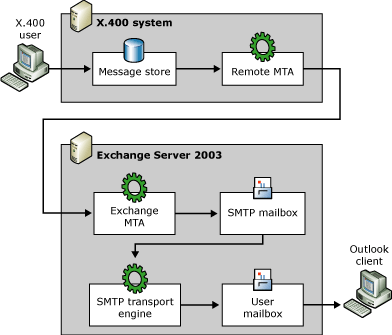 X.400
user
X.400 system
Message store
Remote MTA
Exchange Server 2003
Exchange
MTA
SMTP mailbox
SMTP transport
engine
User
mailbox
Outlook
client